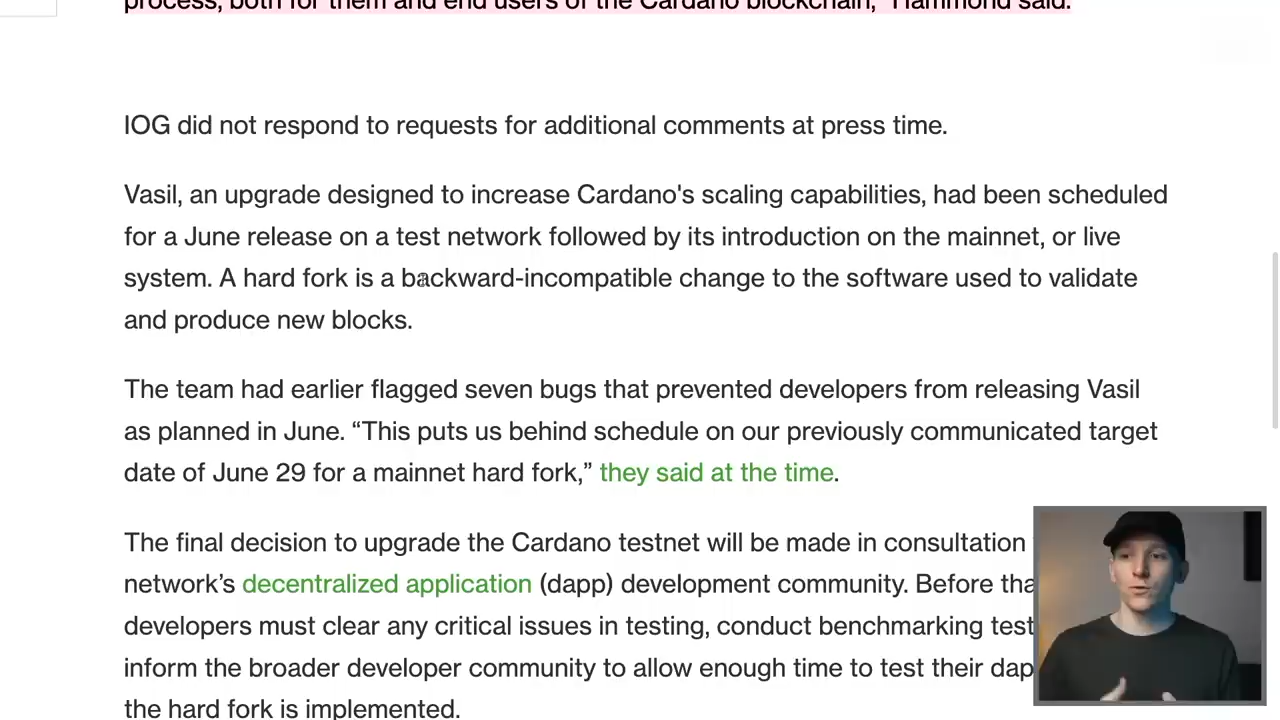 process, both for them and end users of the Cardano blockchain," Hammond said.
IOG did not respond to requests for additional comments at press time.
Vasil, an upgrade designed to increase Cardano's scaling capabilities, had been scheduled
for a June release on a test network followed by its introduction on the mainnet, or live
system. A hard fork is a backward-incompatible change to the software used to validate
and produce new blocks.
The team had earlier flagged seven bugs that prevented developers from releasing Vasil
as planned in June. “This puts us behind schedule on our previously communicated target
date of June 29 for a mainnet hard fork,” they said at the time.
The final decision to upgrade the Cardano testnet will be made in consultation
network’s decentralized application (dapp) development community. Before
developers must clear any critical issues in testing, conduct benchmarking
inform the broader developer community to allow enough time to test their
the hard fork is implemented.